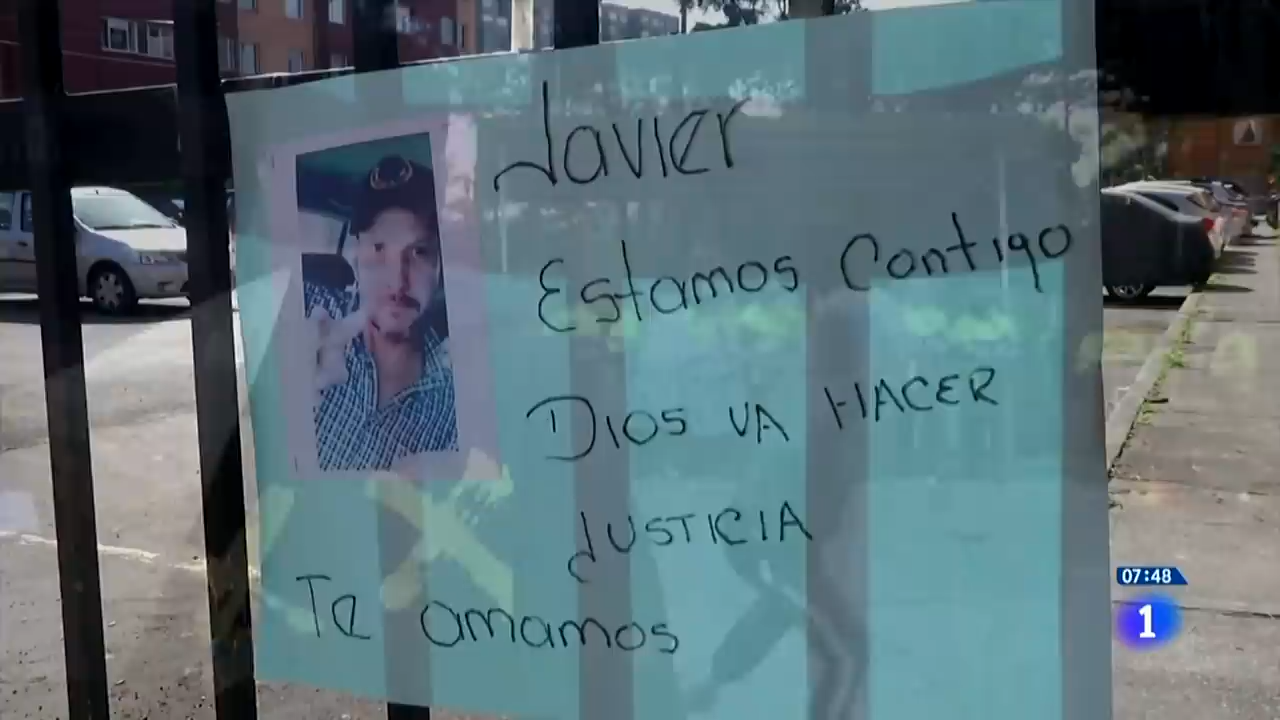 Javier
Estamos Contigo
Dios va HACER
Justicia
Te amamos
07:48
1